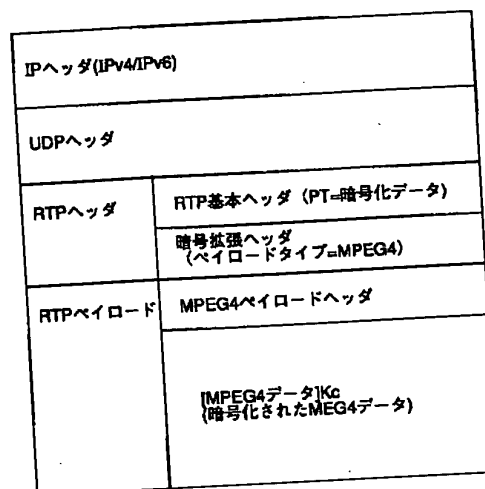 IPヘッダ(IPv4/IPv6)
UDPヘッダ
RTPヘッダ
RTP基本ヘッダ (PT=暗号化データ)
暗号拡張ヘッダ
(ペイロードタイプ=MPEG4)
RTPペイロード
MPEG4ペイロードヘッダ
[MPEG4データ]Kc
(暗号化されたMEG4データ)